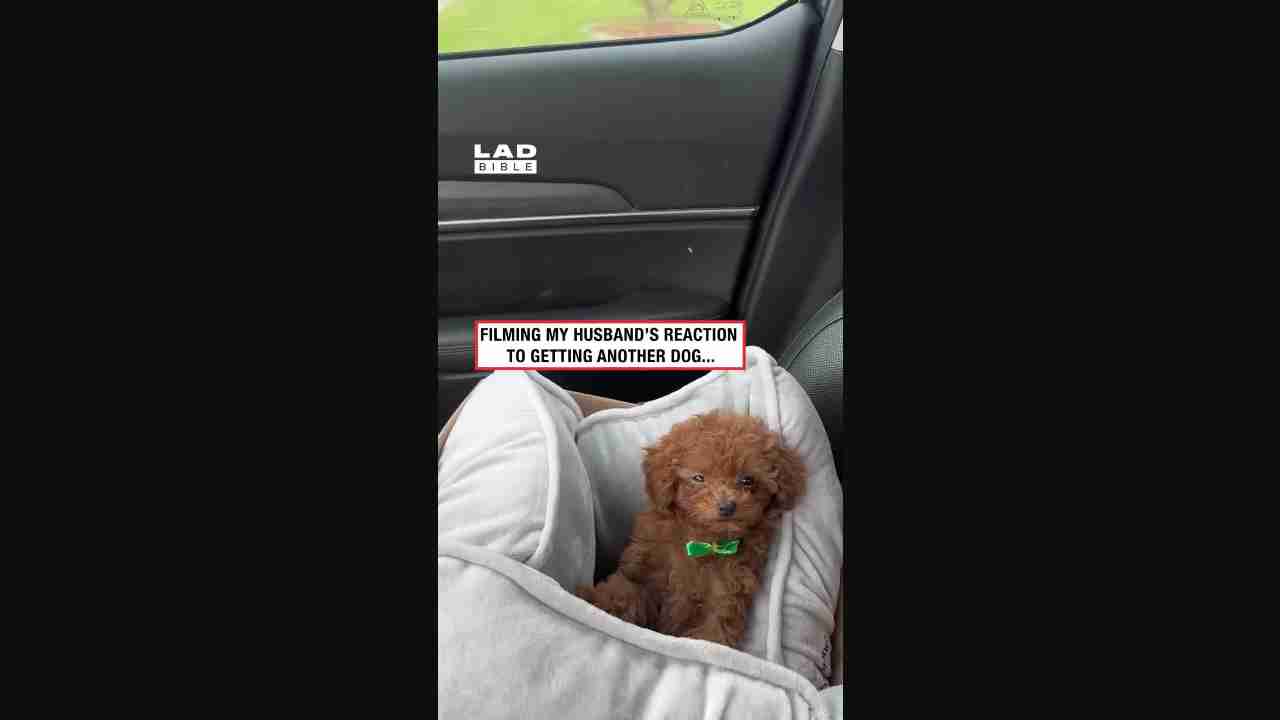 LAD
BIBLE
FILMING MY HUSBAND'S REACTION
TO GETTING ANOTHER DOG...